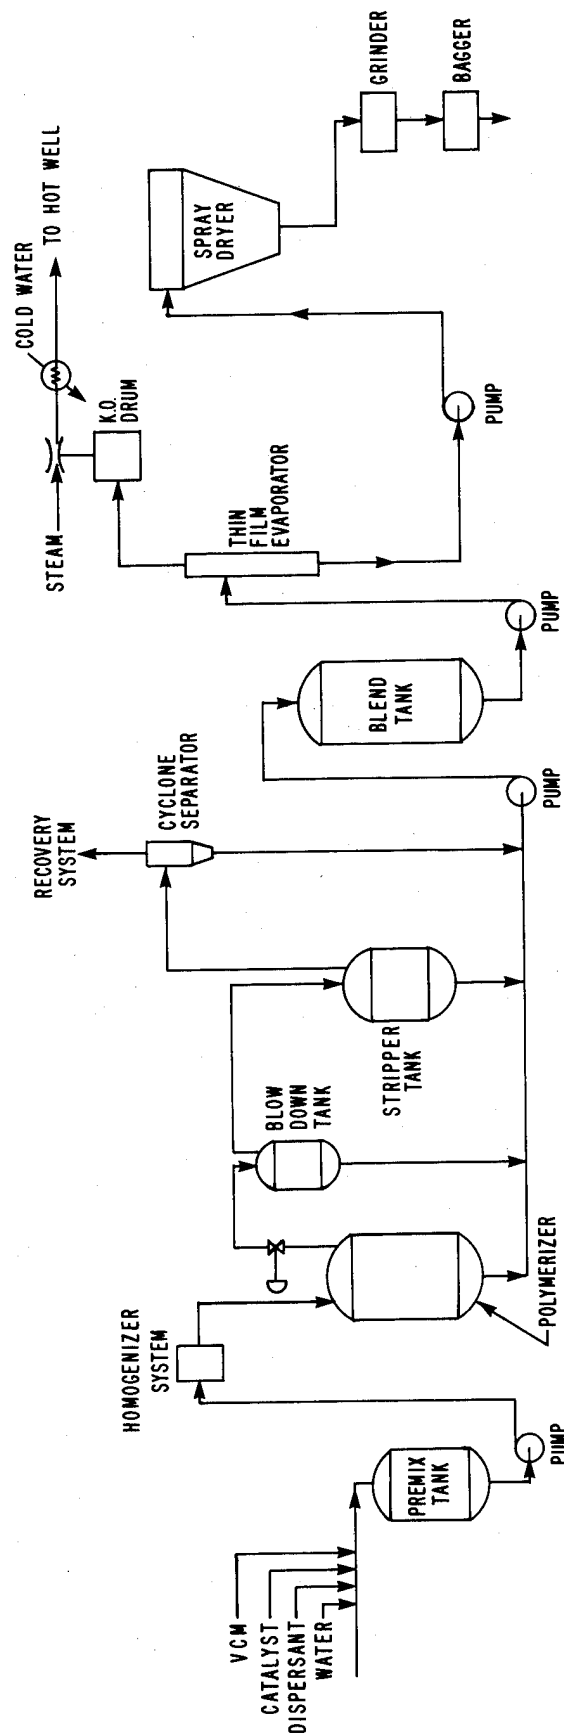 VCM
CATALYST
DISPERSANT
WATER
PREMIX
TANK
PUMP
HOMOGENIZER
SYSTEM
POLYMERIZER
BLOW
DOWN
TANK
STRIPPER
TANK
RECOVERY
SYSTEM
CYCLONE
SEPARATOR
PUMP
BLEND
TANK
PUMP
STEAM
COLD WATER
TO HOT WELL
K.O.
DRUM
THIN
FILM
EVAPORATOR
PUMP
SPRAY
DRYER
GRINDER
BAGGER